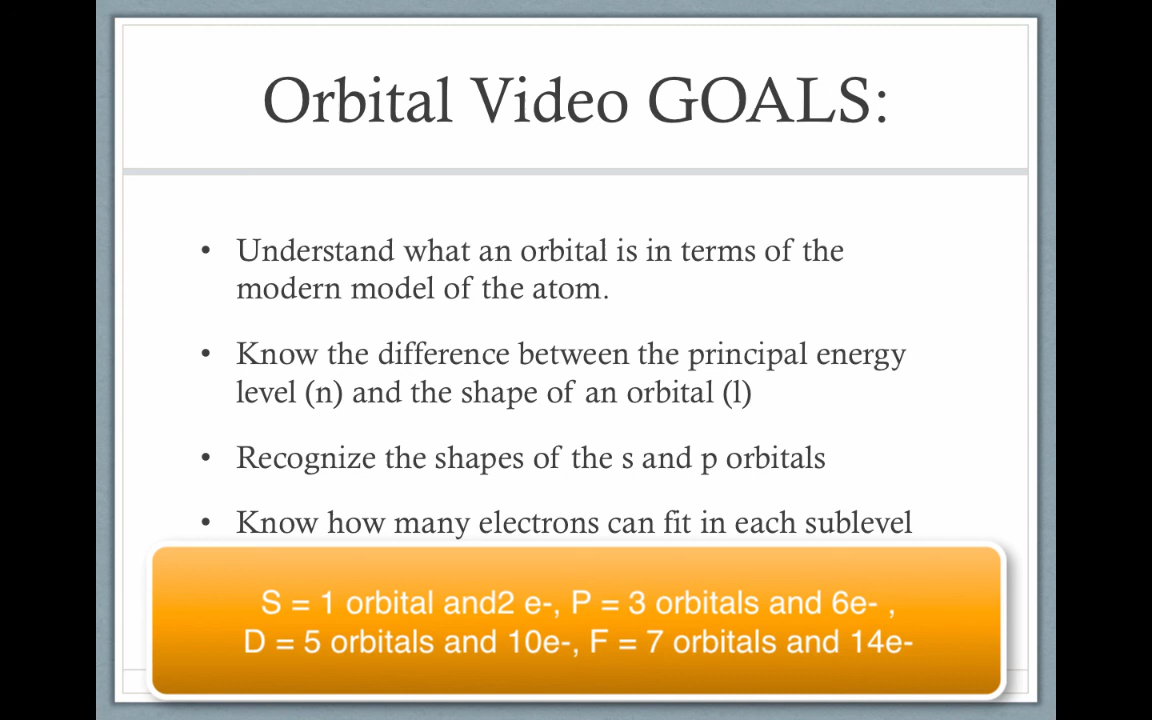 Orbital Video GOALS:
• Understand what an orbital is in terms of the
modern model of the atom.
• Know the difference between the principal energy
level (n) and the shape of an orbital (l)
• Recognize the shapes of the s and p orbitals
• Know how many electrons can fit in each sublevel
S = 1 orbital and2 e-, P = 3 orbitals and 6e- ,
D = 5 orbitals and 10e-, F = 7 orbitals and 14e-